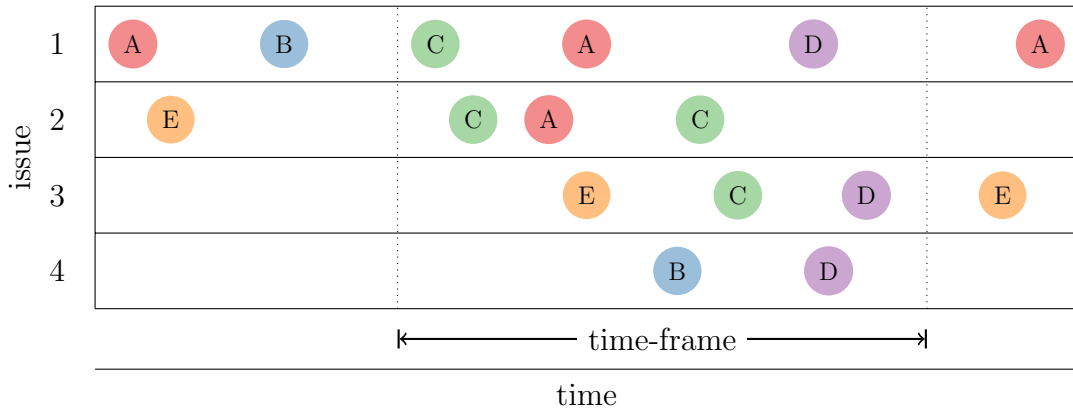 issue
1 A B C A D A
2 E C A C
3 E C D E
4 B D
time-frame
time